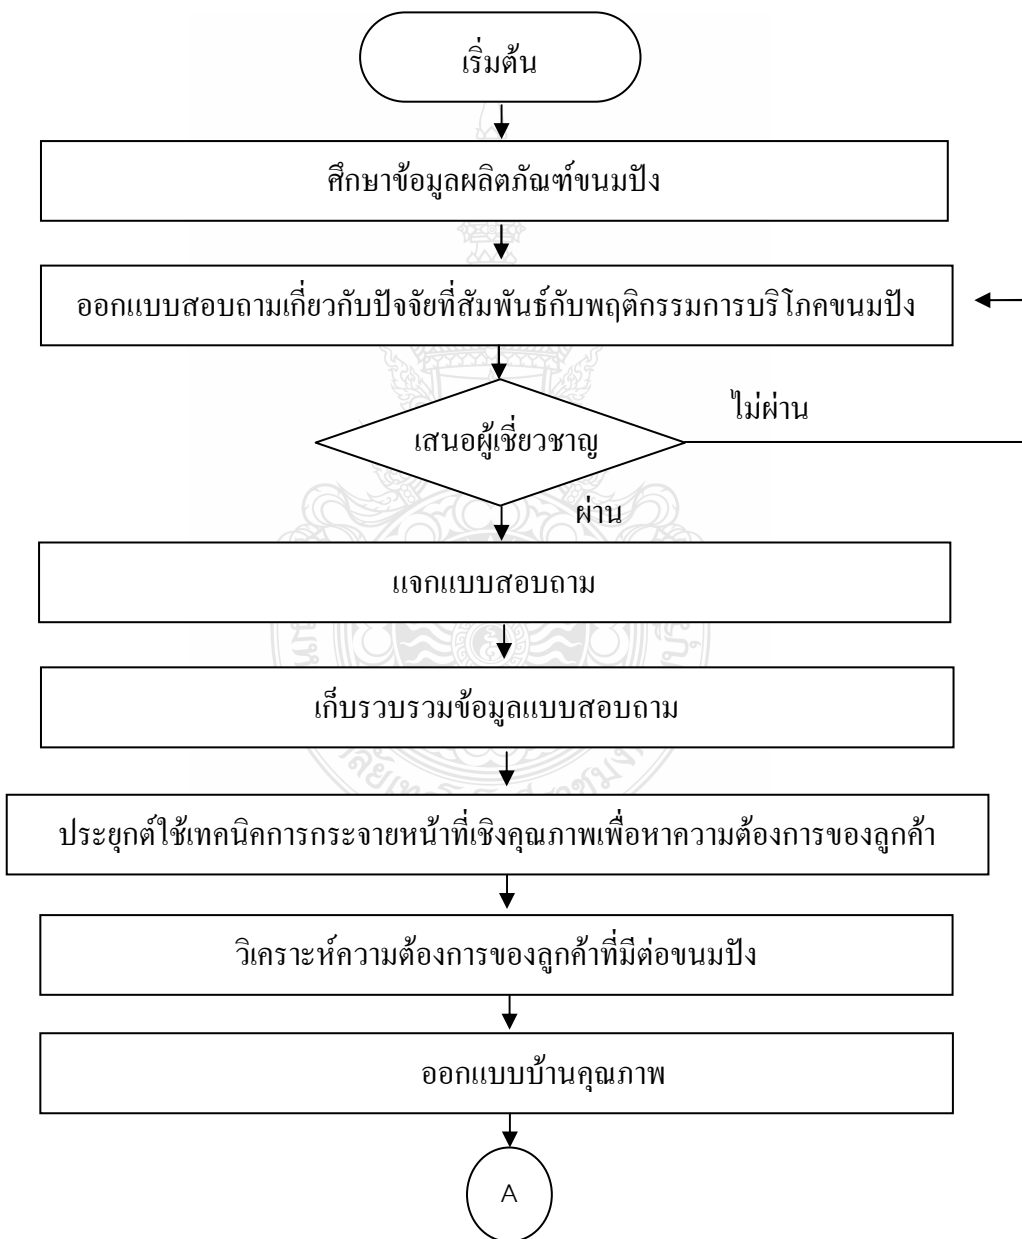 เริ่มต้น
ศึกษาข้อมูลผลิตภัณฑ์ขนมปัง
ออกแบบสอบถามเกี่ยวกับปัจจัยที่สัมพันธ์กับพฤติกรรมการบริโภคขนมปัง
ไม่ผ่าน
เสนอผู้เชี่ยวชาญ
ผ่าน
แจกแบบสอบถาม
เก็บรวบรวมข้อมูลแบบสอบถาม
ประยุกต์ใช้เทคนิคการกระจายหน้าที่เชิงคุณภาพเพื่อหาความต้องการของลูกค้า
วิเคราะห์ความต้องการของลูกค้าที่มีต่อขนมปัง
ออกแบบบ้านคุณภาพ
A